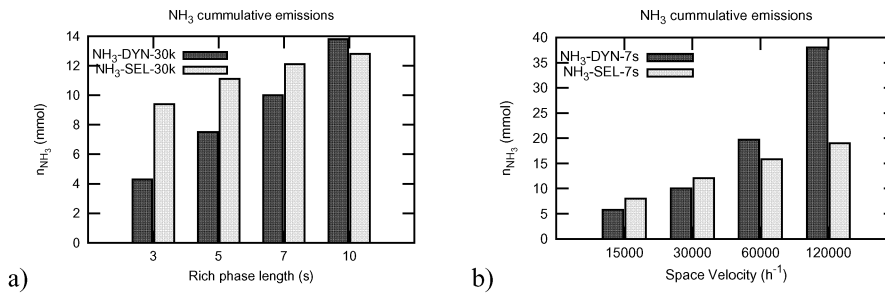 NH3 cummulative emissions
14
12
10
8
6
4
2
0
nNH3 (mmol)
NH3-DYN-30k
NH3-SEL-30k
3 5 7 10
Rich phase length (s)
a)
NH3 cummulative emissions
40
35
30
25
20
15
10
5
0
nNH3 (mmol)
NH3-DYN-7s
NH3-SEL-7s
15000 30000 60000 120000
Space Velocity (h-1)
b)